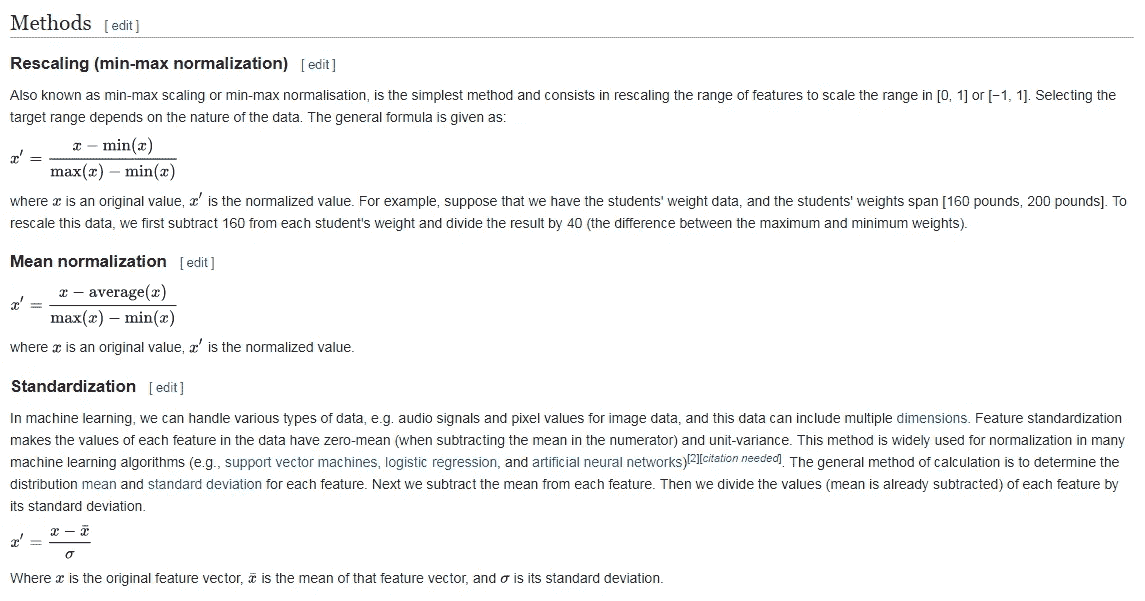 Methods [ edit ]
Rescaling (min-max normalization) [ edit ]
Also known as min-max scaling or min-max normalisation, is the simplest method and consists in rescaling the range of features to scale the range in [0, 1] or [−1, 1]. Selecting the
target range depends on the nature of the data. The general formula is given as:
x′ = (x − min(x)) / (max(x) − min(x))
where x is an original value, x′ is the normalized value. For example, suppose that we have the students' weight data, and the students' weights span [160 pounds, 200 pounds]. To
rescale this data, we first subtract 160 from each student's weight and divide the result by 40 (the difference between the maximum and minimum weights).
Mean normalization [ edit ]
x′ = (x − average(x)) / (max(x) − min(x))
where x is an original value, x′ is the normalized value.
Standardization [ edit ]
In machine learning, we can handle various types of data, e.g. audio signals and pixel values for image data, and this data can include multiple dimensions. Feature standardization
makes the values of each feature in the data have zero-mean (when subtracting the mean in the numerator) and unit-variance. This method is widely used for normalization in many
machine learning algorithms (e.g., support vector machines, logistic regression, and artificial neural networks)[2][citation needed]. The general method of calculation is to determine the
distribution mean and standard deviation for each feature. Next we subtract the mean from each feature. Then we divide the values (mean is already subtracted) of each feature by
its standard deviation.
x′ = (x − x̄) / σ
Where x is the original feature vector, x̄ is the mean of that feature vector, and σ is its standard deviation.